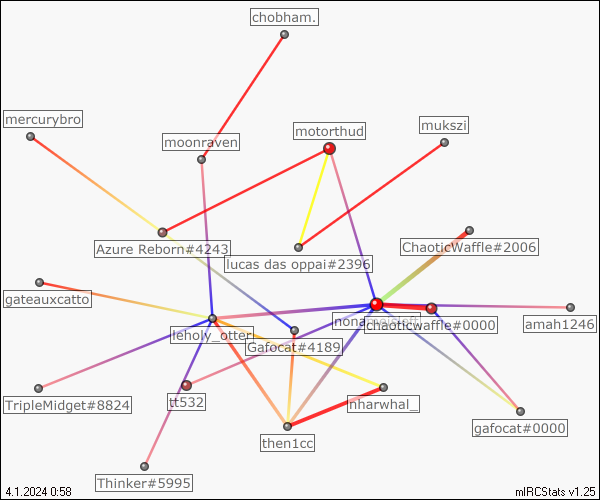 chobham.
mercurybro
moonraven
motorthud
mukszi
Azure Reborn#4243
lucas das oppai#2396
ChaoticWaffle#2006
gateauxcatto
leholy_otter
Gafocat#4189
chaoticwaffle#0000
amah1246
TripleMidget#8824
tt532
nharwhal_
then1cc
gafocat#0000
Thinker#5995
4.1.2024 0:58
mIRCStats v1.25